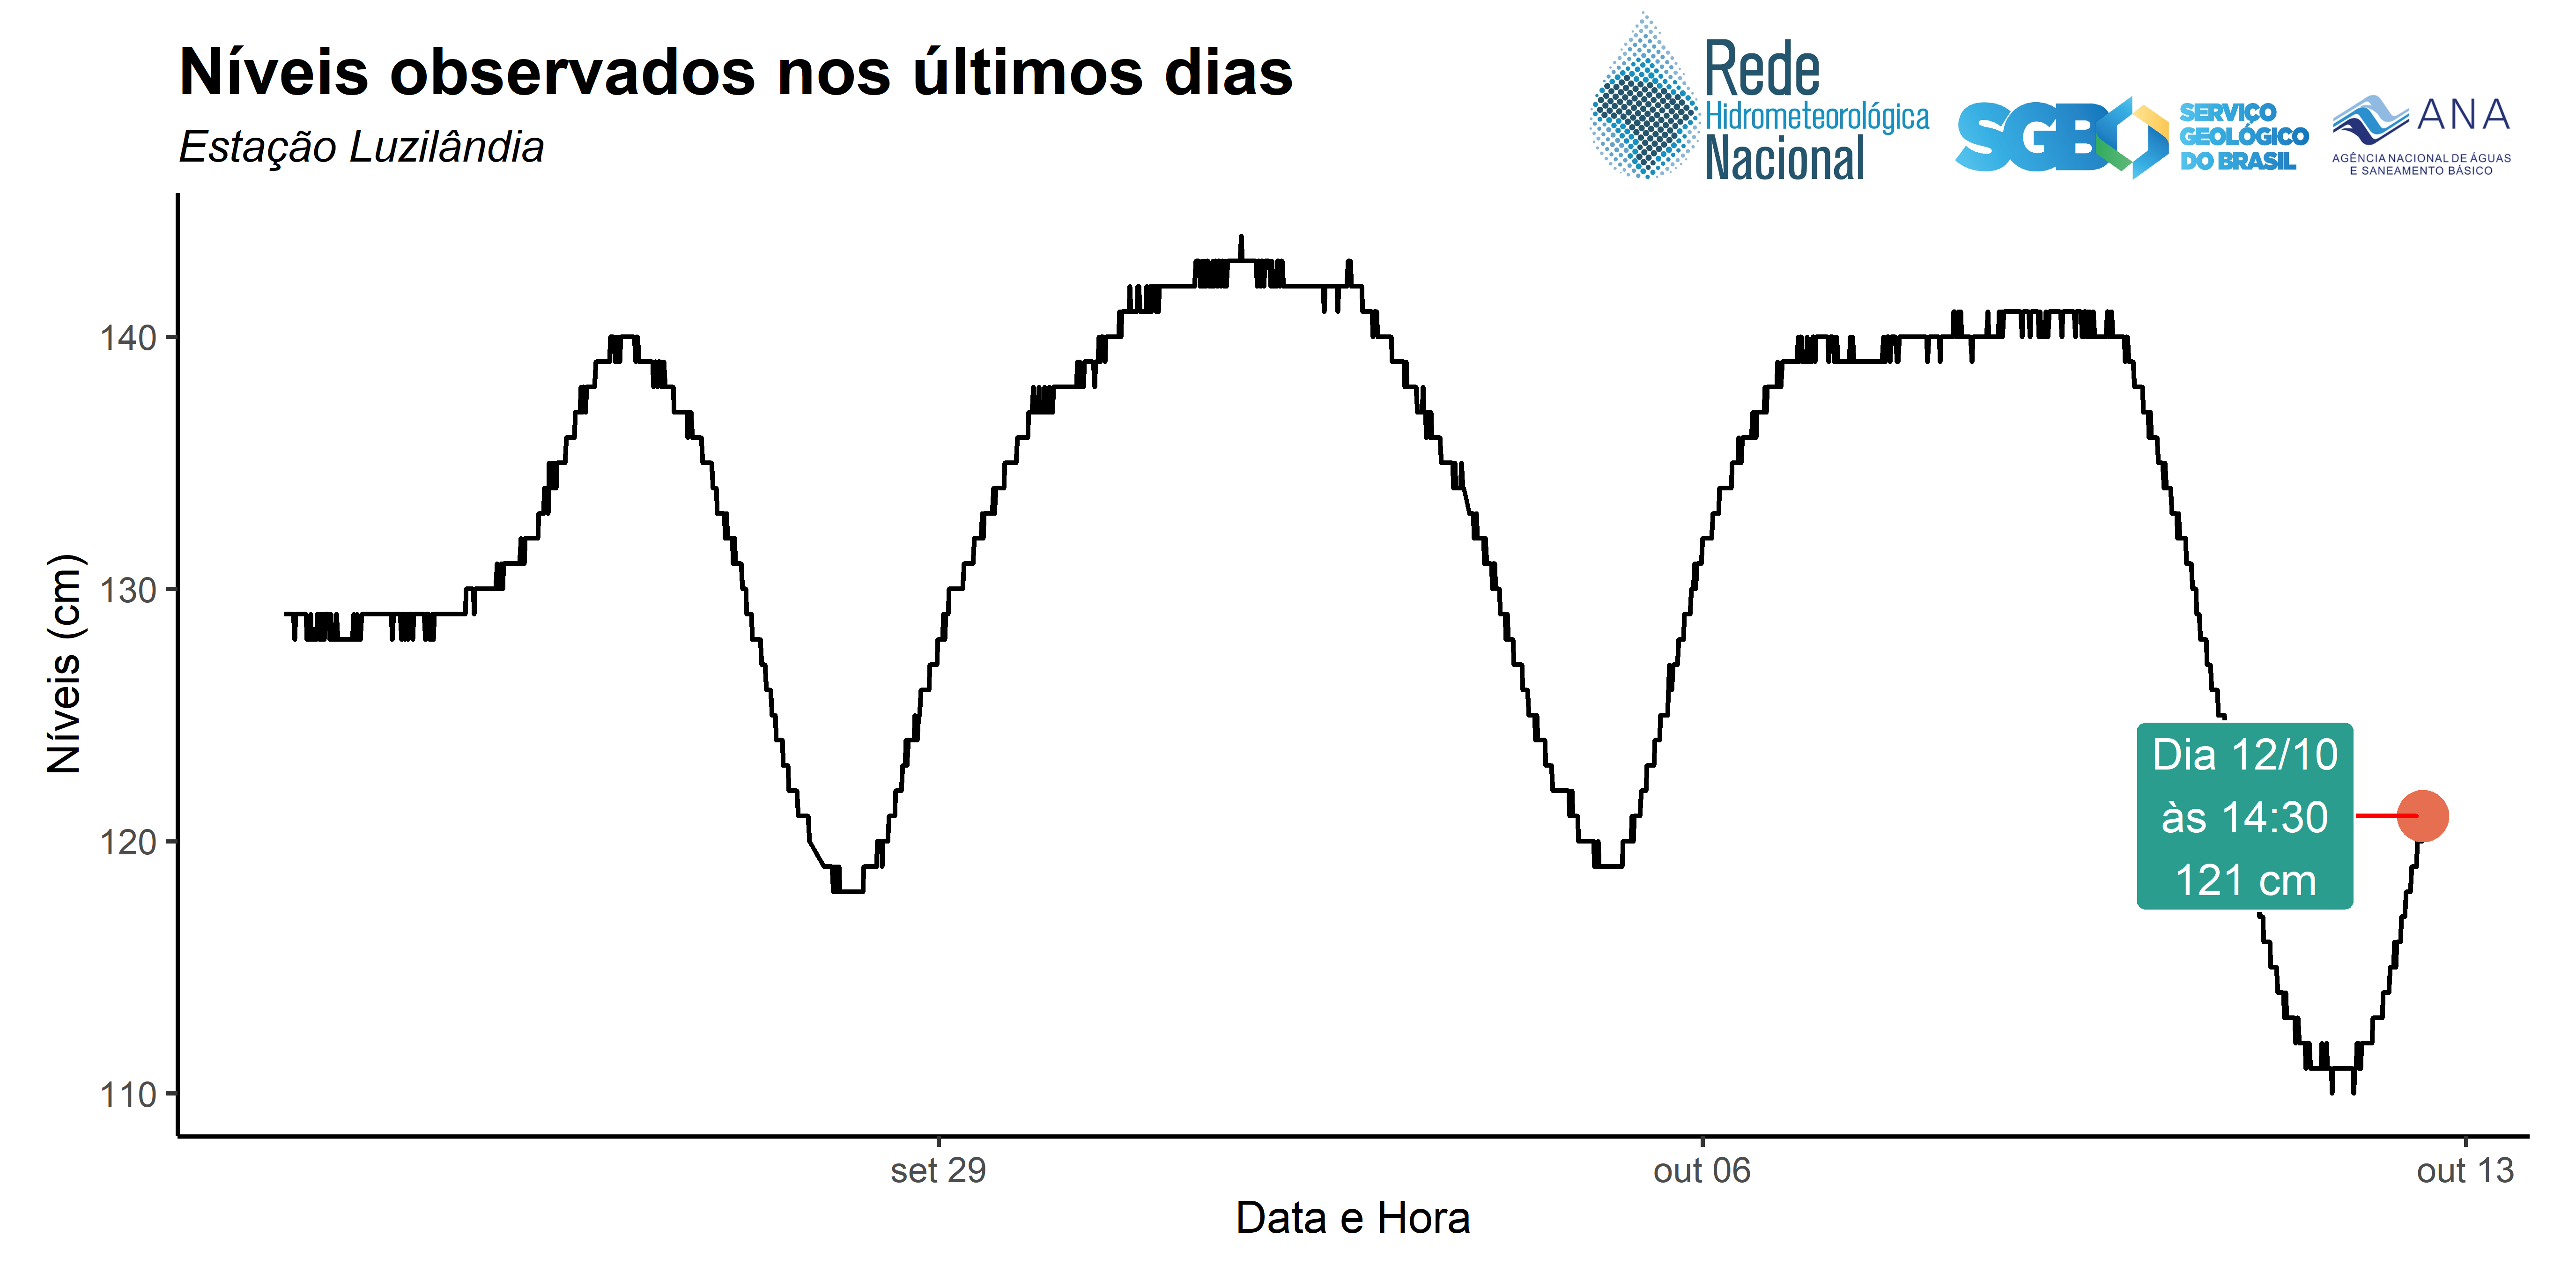 Níveis observados nos últimos dias
Estação Luzilândia
Rede
Hidrometeorológica
Nacional
SGB
SERVIÇO
GEOLÓGICO
DO BRASIL
ANA
AGÊNCIA NACIONAL DE ÁGUAS
E SANEAMENTO BÁSICO
Níveis (cm)
140
130
120
110
Dia 12/10
às 14:30
121 cm
set 29
out 06
out 13
Data e Hora